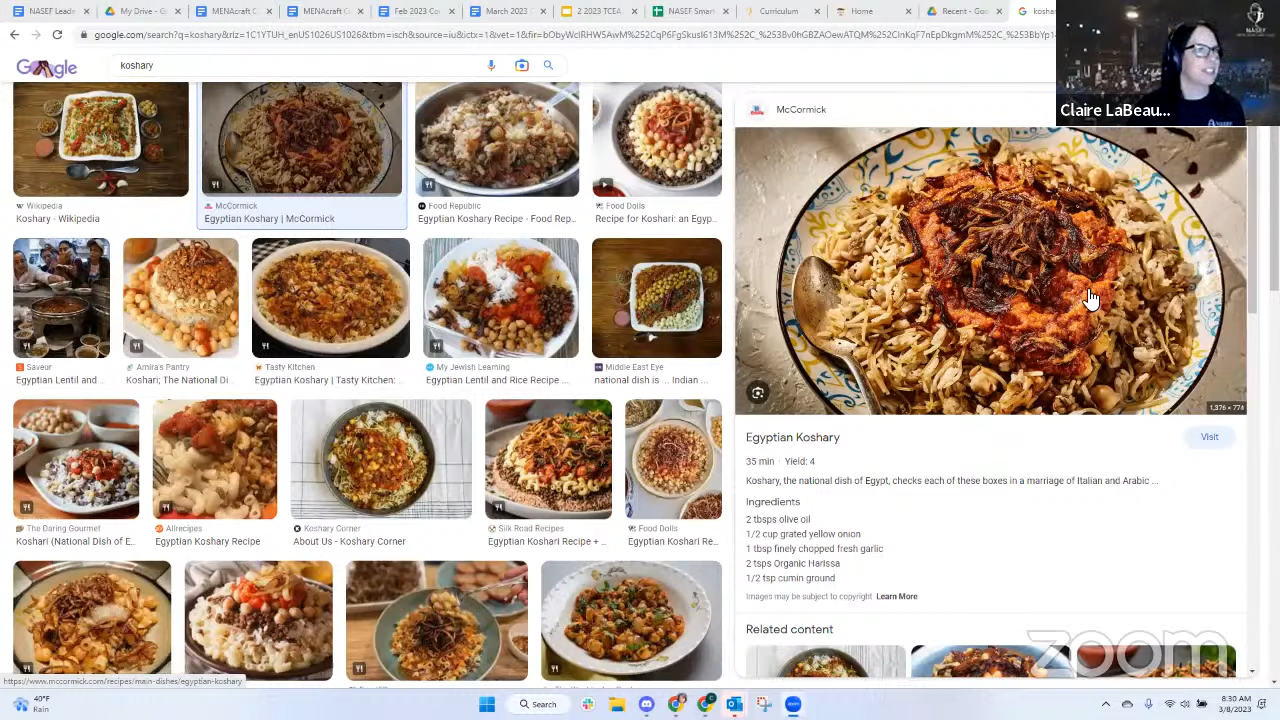 NASEF Leade
My Drive - G
MENAcraft C
MENAcraft C
Feb 2023 Co
March 2023 C
2 2023 TCEA
NASEF Smart
Curriculum
Home
Recent - Goo
koshar
google.com/search?q=koshary&rlz=1C1YTUH_enUS1026US1026&tbm=isch&source=iu&ictx=1&vet=1&fir=
Google
koshary
NASEF
Claire LaBeau...
McCormick
Wikipedia
Koshary - Wikipedia
McCormick
Egyptian Koshary | McCormick
Food Republic
Egyptian Koshary Recipe - Food Rep...
Food Dolls
Recipe for Koshari: an Egyp...
Saveur
Egyptian Lentil and ...
Amira's Pantry
Koshari; The National Di...
Tasty Kitchen
Egyptian Koshary | Tasty Kitchen: ...
My Jewish Learning
Egyptian Lentil and Rice Recipe ...
Middle East Eye
national dish is ... Indian ...
The Daring Gourmet
Koshari (National Dish of E...
Allrecipes
Egyptian Koshary Recipe
Koshary Corner
About Us - Koshary Corner
Silk Road Recipes
Egyptian Koshari Recipe + ...
Food Dolls
Egyptian Koshari Re...
1,376 × 774
Egyptian Koshary
Visit
35 min · Yield: 4
Koshary, the national dish of Egypt, checks each of these boxes in a marriage of Italian and Arabic ...
Ingredients
2 tbsps olive oil
1/2 cup grated yellow onion
1 tbsp finely chopped fresh garlic
2 tsps Organic Harissa
1/2 tsp cumin ground
Images may be subject to copyright. Learn More
Related content
zoom
https://www.mccormick.com/recipes/main-dishes/egyptian-koshary
40°F
Rain
Search
8:30 AM
3/8/2023